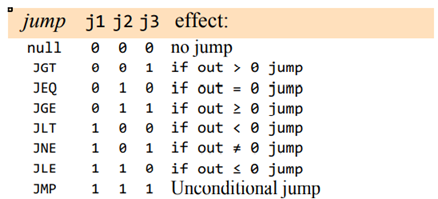 jump j1 j2 j3 effect:
null 0 0 0 no jump
JGT 0 0 1 if out > 0 jump
JEQ 0 1 0 if out = 0 jump
JGE 0 1 1 if out ≥ 0 jump
JLT 1 0 0 if out < 0 jump
JNE 1 0 1 if out ≠ 0 jump
JLE 1 1 0 if out ≤ 0 jump
JMP 1 1 1 Unconditional jump